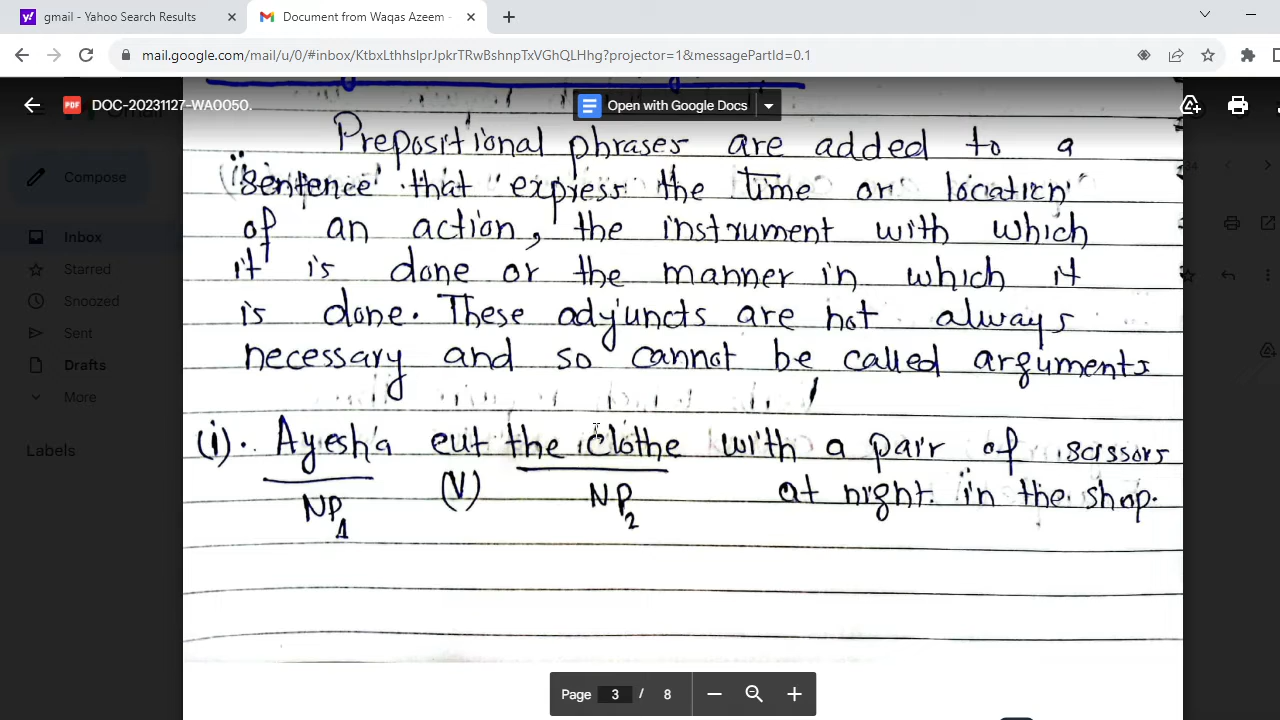 gmail - Yahoo Search Results
Document from Waqas Azeem -
mail.google.com/mail/u/0/#inbox/KtbxLthhslprJpkrTRwBshnpTxVGhQLHhg?projector=1&messagePartId=0.1
PDF DOC-20231127-WA0050.
Open with Google Docs
Compose
Inbox
Starred
Snoozed
Sent
Drafts
More
Labels
Prepositional phrases are added to a
sentence that express the time or location
of an action, the instrument with which
it is done or the manner in which it
is done. These adjuncts are not always
necessary and so cannot be called arguments
(i). Ayesha cut the clothe with a pair of scissors
at night in the shop.
NP1 (V) NP2
Page 3 / 8